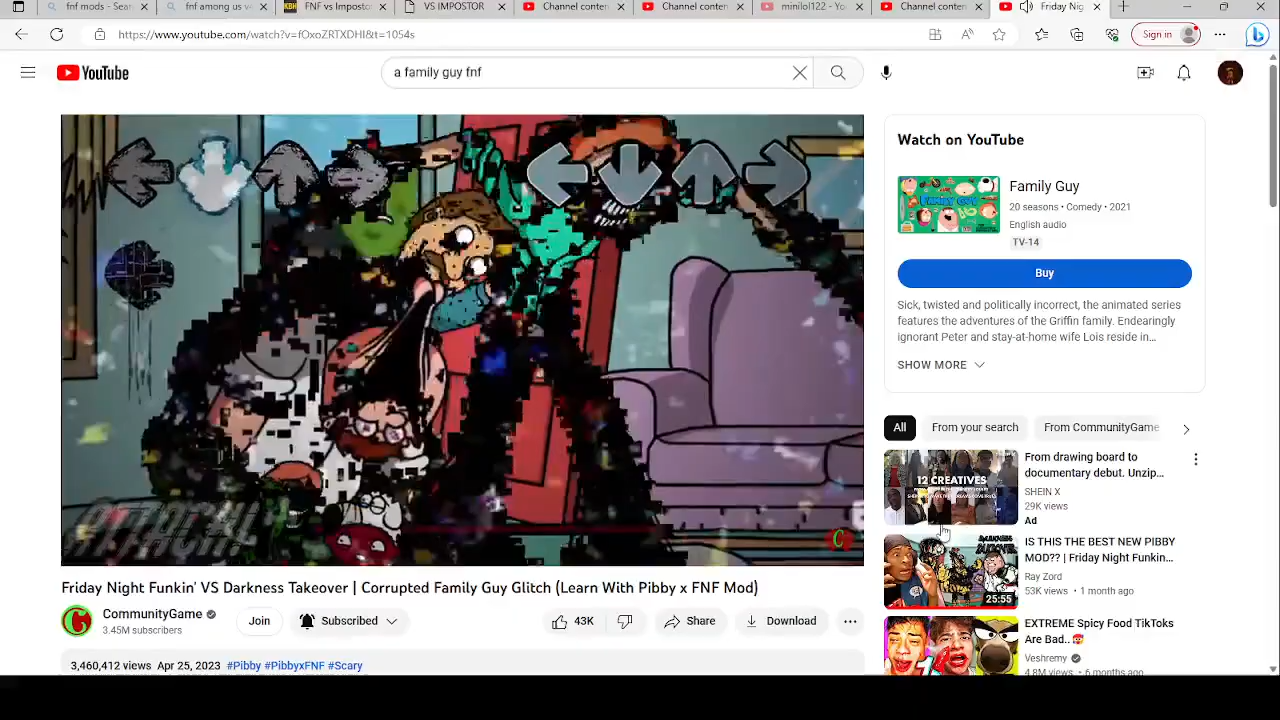 fnf mods - Sear
fnf among us v
FNF vs Impostor
VS IMPOSTOR
Channel conten
Channel conten
minilol122 - Yo
Channel conten
Friday Nig
https://www.youtube.com/watch?v=fOxoZRTXDHI&t=1054s
Sign in
YouTube
a family guy fnf
Watch on YouTube
Family Guy
20 seasons • Comedy • 2021
English audio
TV-14
Buy
Sick, twisted and politically incorrect, the animated series
features the adventures of the Griffin family. Endearingly
ignorant Peter and stay-at-home wife Lois reside in…
SHOW MORE
All
From your search
From CommunityGame
12 CREATIVES
From drawing board to
documentary debut. Unzip…
SHEIN X
29K views
Ad
25:55
IS THIS THE BEST NEW PIBBY
MOD?? | Friday Night Funkin…
Ray Zord
53K views • 1 month ago
EXTREME Spicy Food TikToks
Are Bad..
Veshremy
4.8M views • 6 months ago
Friday Night Funkin' VS Darkness Takeover | Corrupted Family Guy Glitch (Learn With Pibby x FNF Mod)
CommunityGame
3.45M subscribers
Join
Subscribed
43K
Share
Download
3,460,412 views Apr 25, 2023 #Pibby #PibbyxFNF #Scary